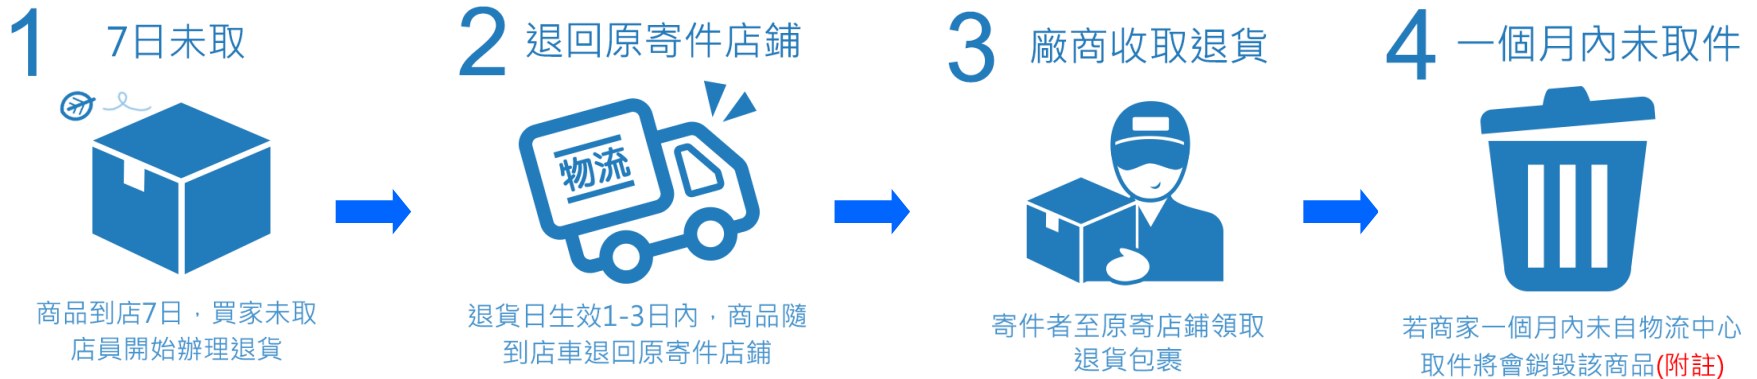 1 7日未取
商品到店7日，買家未取
店員開始辦理退貨
2 退回原寄件店鋪
物流
退貨日生效1-3日內，商品隨
到店車退回原寄件店鋪
3 廠商收取退貨
寄件者至原寄店鋪領取
退貨包裹
4 一個月內未取件
若商家一個月內未自物流中心
取件將會銷毀該商品(附註)